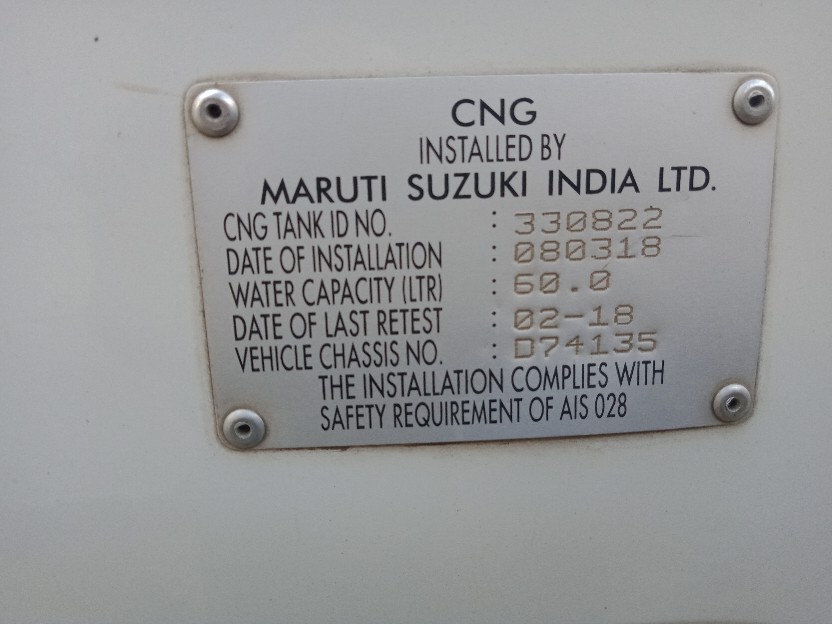 CNG
INSTALLED BY
MARUTI SUZUKI INDIA LTD.
CNG TANK ID NO. : 330822
DATE OF INSTALLATION : 080318
WATER CAPACITY (LTR) : 60.0
DATE OF LAST RETEST : 02-18
VEHICLE CHASSIS NO. : D74135
THE INSTALLATION COMPLIES WITH
SAFETY REQUIREMENT OF AIS 028